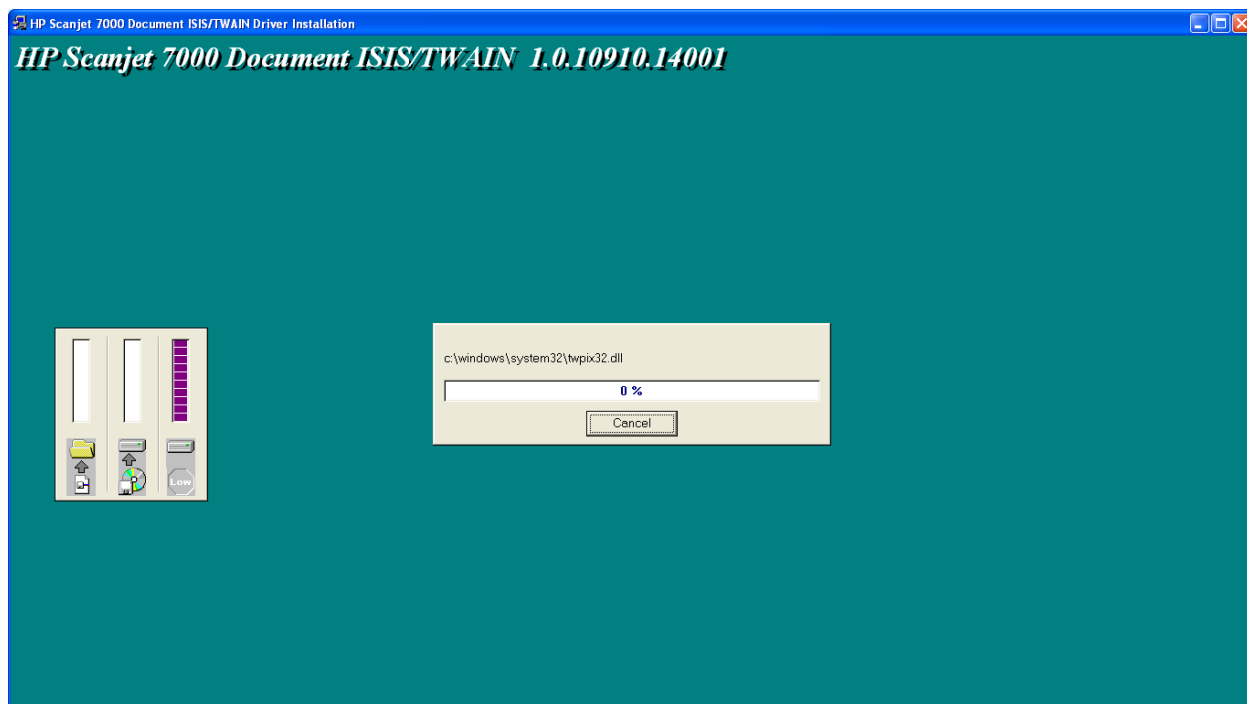 HP Scanjet 7000 Document ISIS/TWAIN Driver Installation
HP Scanjet 7000 Document ISIS/TWAIN 1.0.10910.14001
c:\windows\system32\twpix32.dll
0 %
Cancel
Low